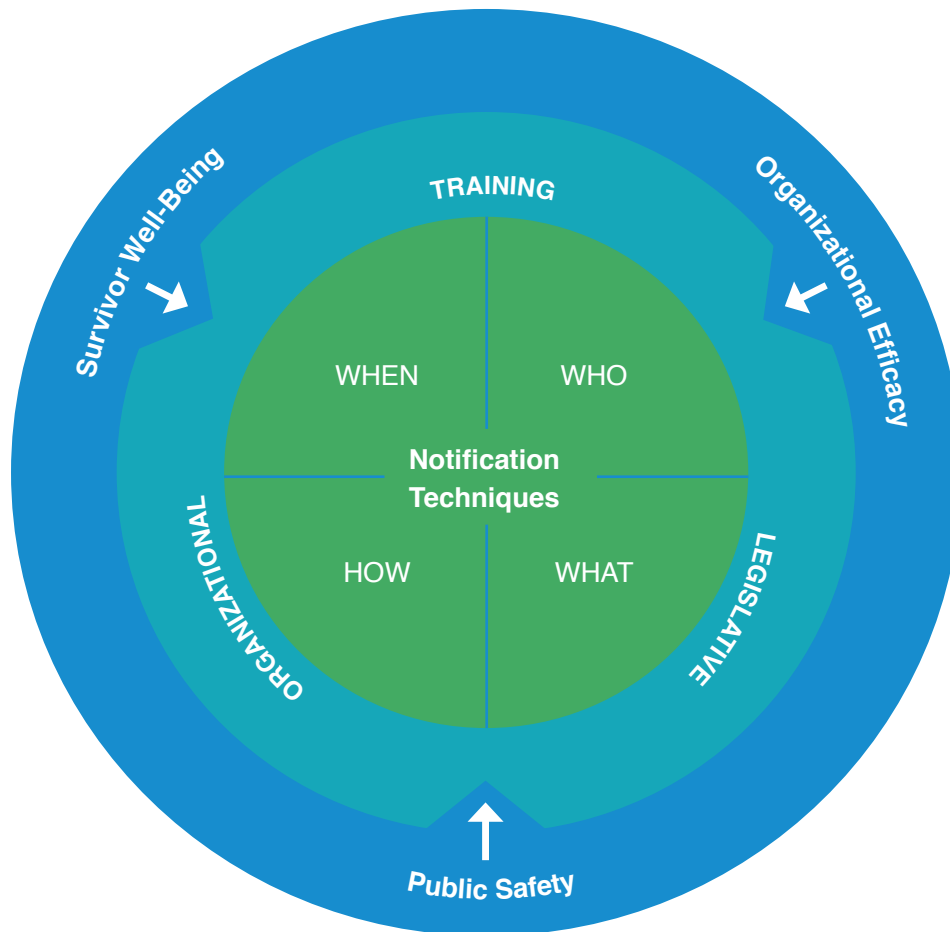 TRAINING
Survivor Well-Being
Organizational Efficacy
WHEN
WHO
Notification
Techniques
HOW
WHAT
ORGANIZATIONAL
LEGISLATIVE
Public Safety